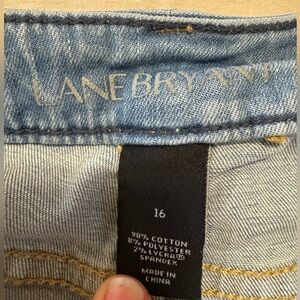 LANE BRYANT
16
90% COTTON
8% POLYESTER
2% LYCRA®
SPANDEX
MADE IN
CHINA